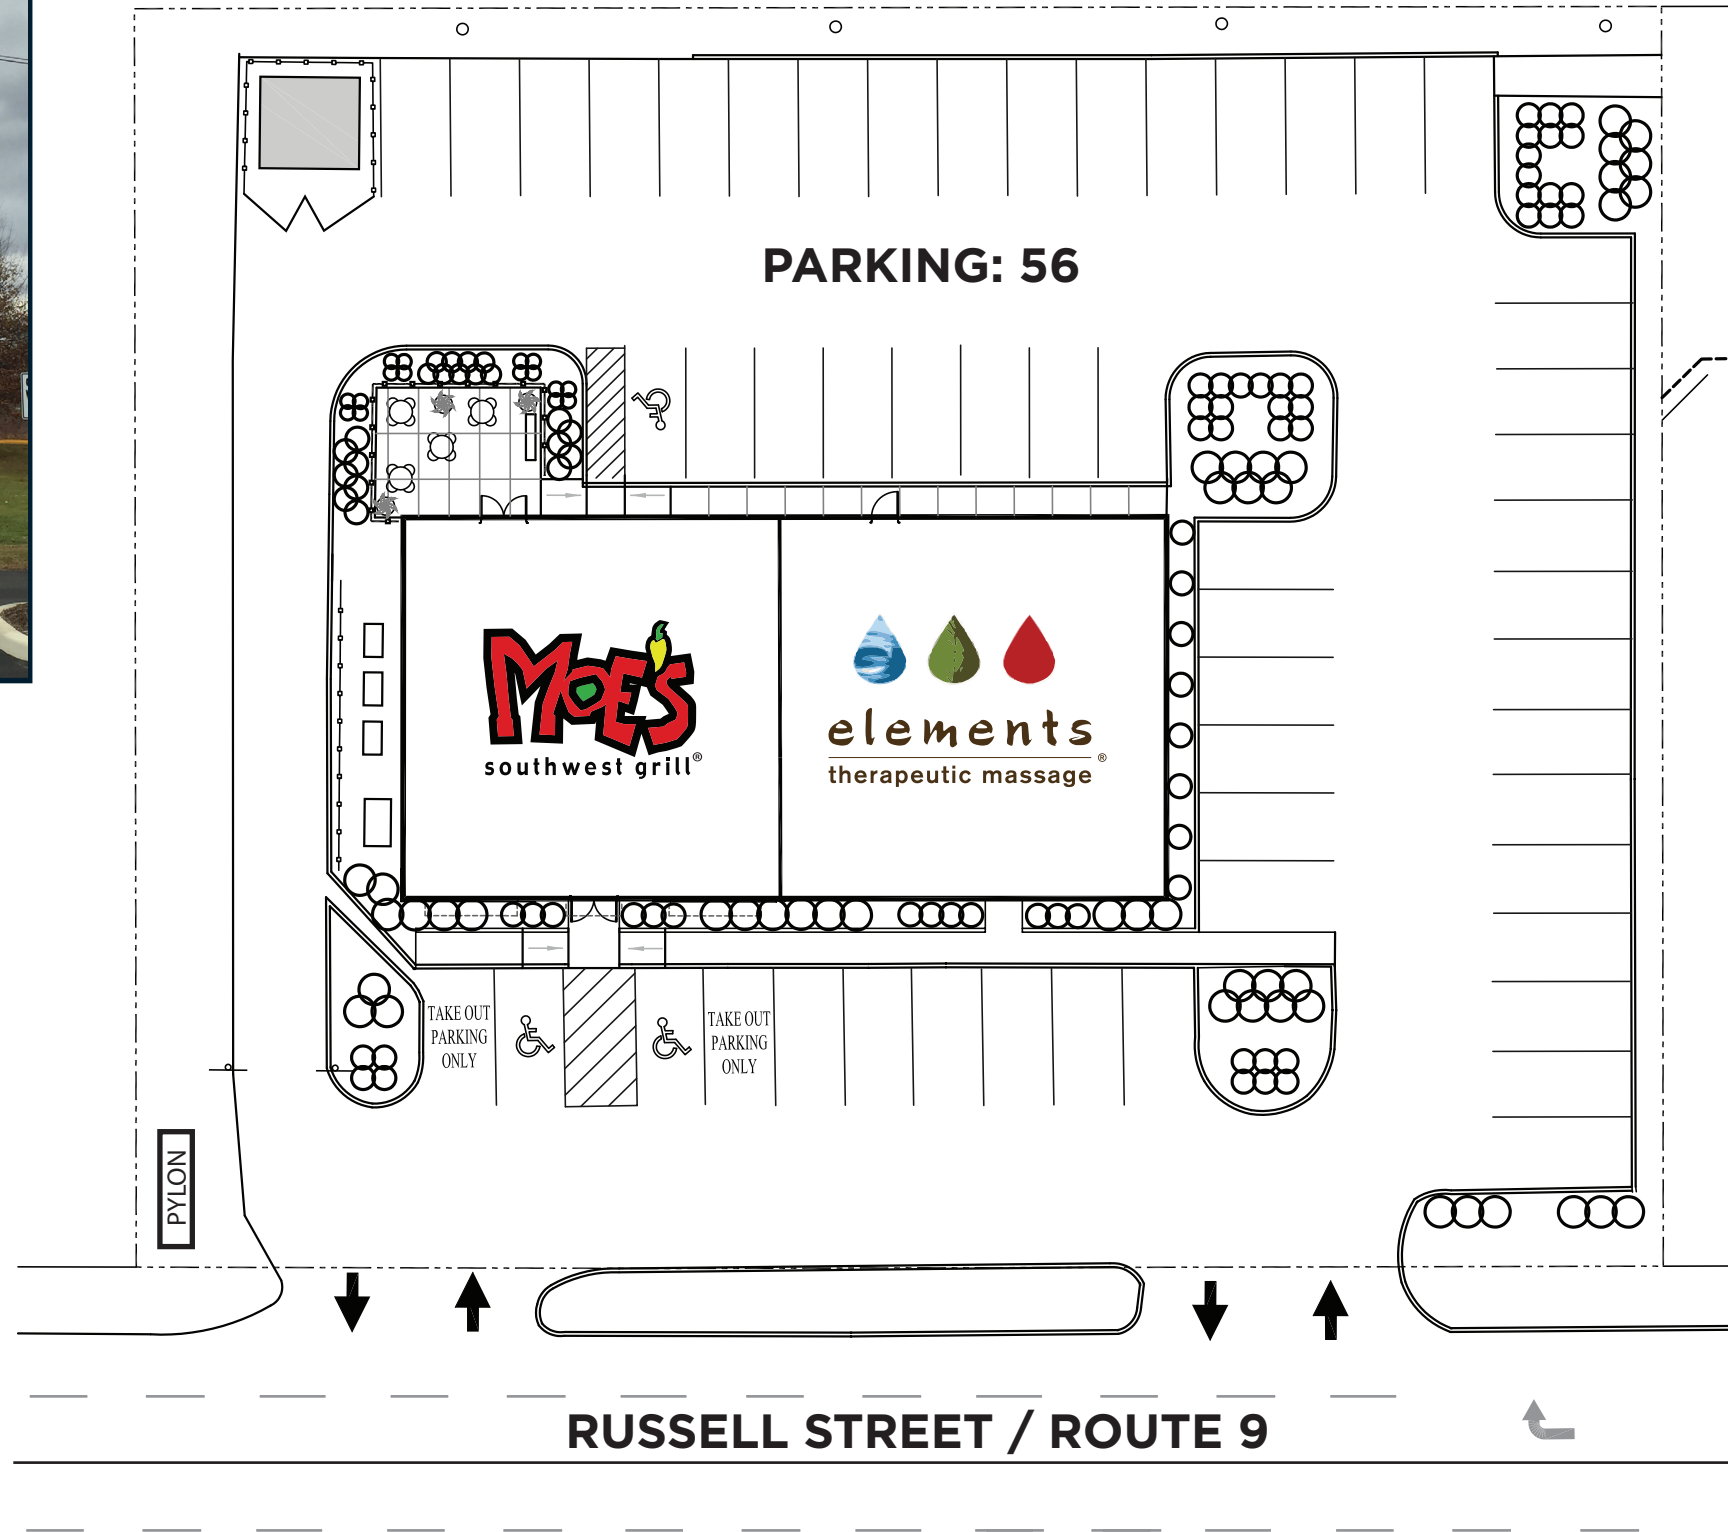 PARKING: 56
MOE'S
southwest grill®
elements
therapeutic massage®
TAKE OUT
PARKING
ONLY
TAKE OUT
PARKING
ONLY
PYLON
RUSSELL STREET / ROUTE 9